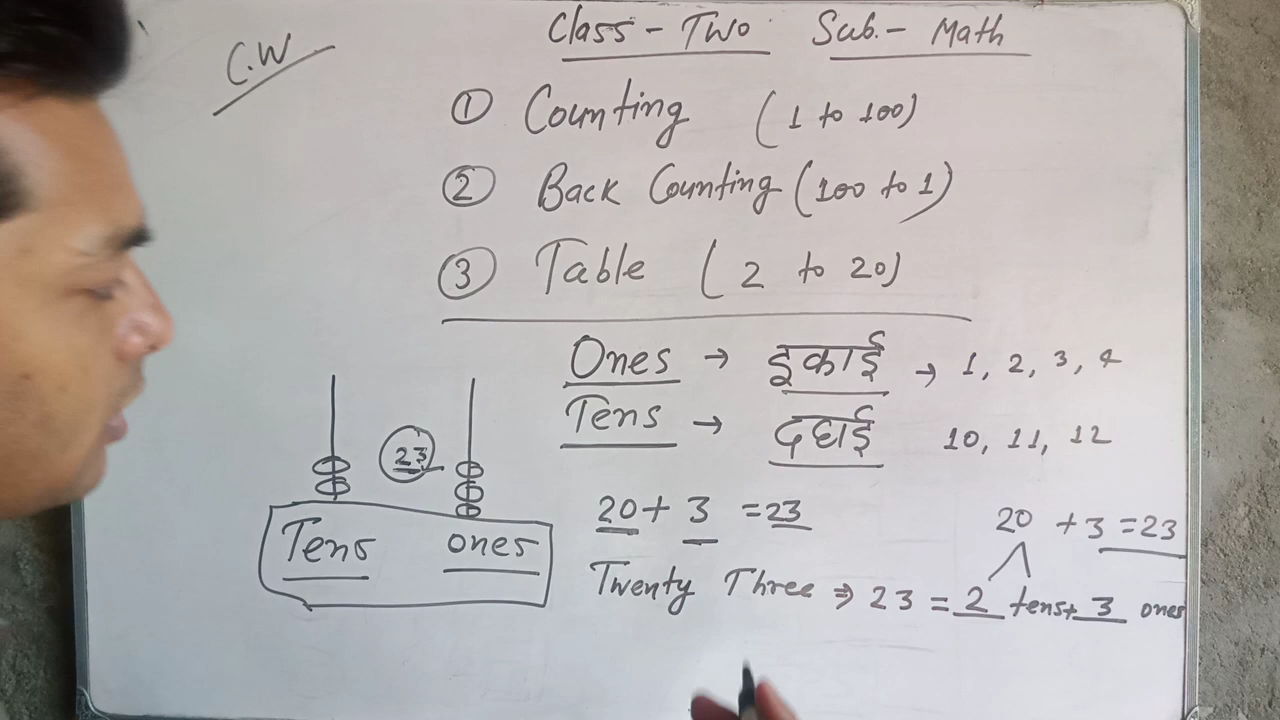 C.W
Class - Two Sub. - Math
① Counting (1 to 100)
② Back Counting (100 to 1)
③ Table (2 to 20)
Ones → इकाई → 1, 2, 3, 4
Tens → दहाई 10, 11, 12
23
Tens ones
20 + 3 = 23
20 + 3 = 23
Twenty Three ⇒ 23 = 2 tens + 3 ones